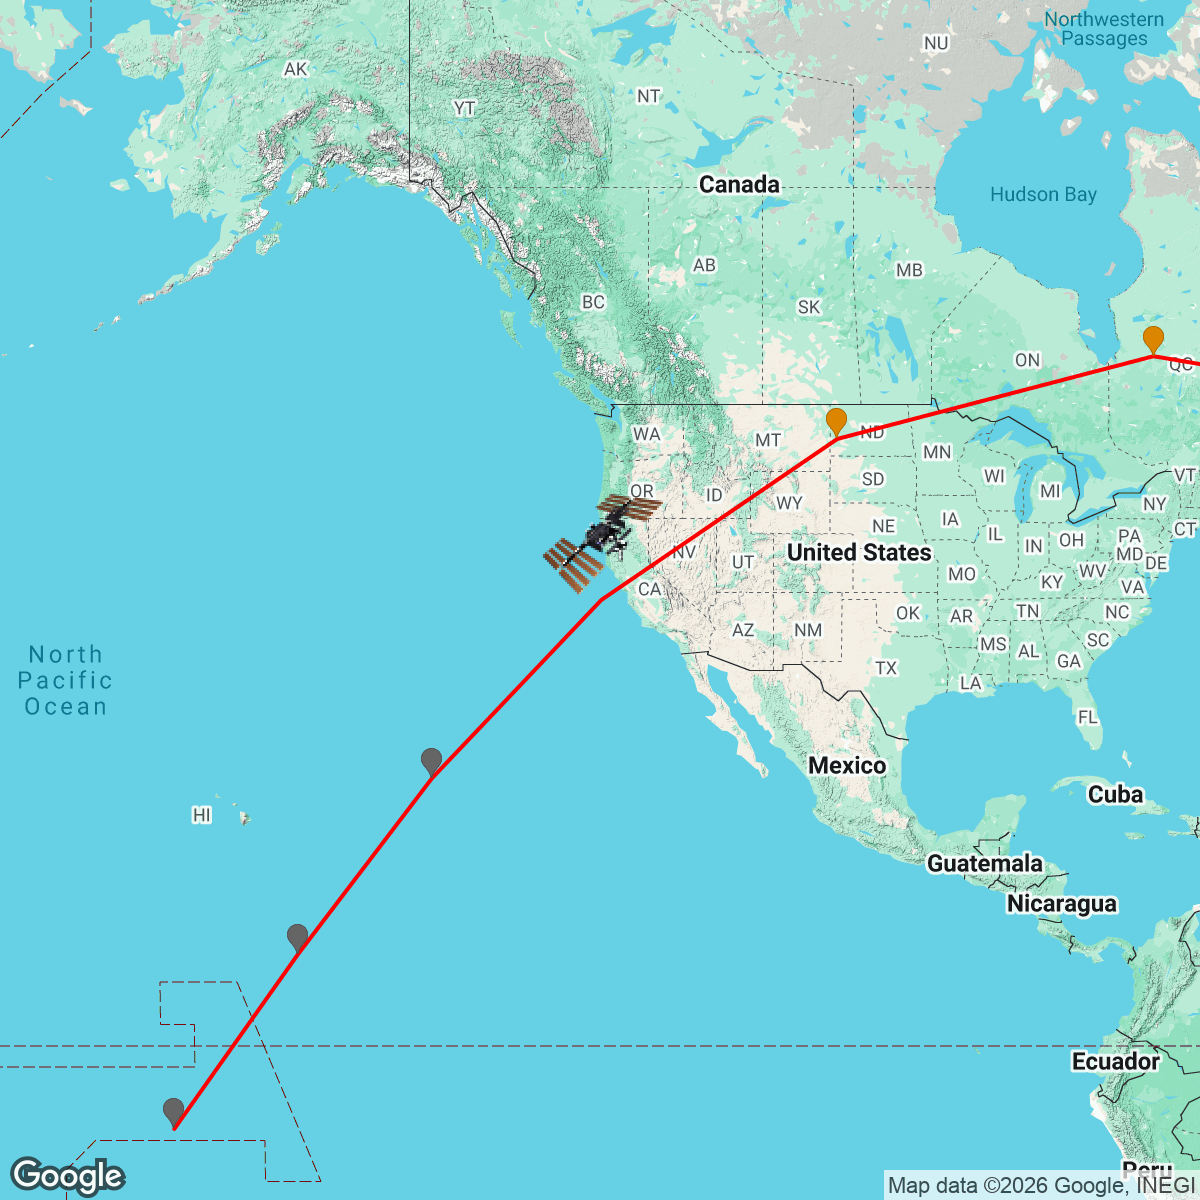 Northwestern
Passages
NU
AK
NT
YT
Canada
Hudson Bay
AB
MB
BC
SK
ON
QC
WA
ND
MT
MN
WI
VT
SD
OR
ID
MI
WY
NY
IA
NE
CT
IL
OH
PA
IN
United States
NV
MD
UT
DE
WV
MO
KY
VA
CA
OK
AR
TN
NC
AZ
NM
SC
MS
AL
North
Pacific
Ocean
GA
TX
LA
FL
Mexico
Cuba
HI
Guatemala
Nicaragua
Ecuador
Peru
Google
Map data ©2026 Google, INEGI